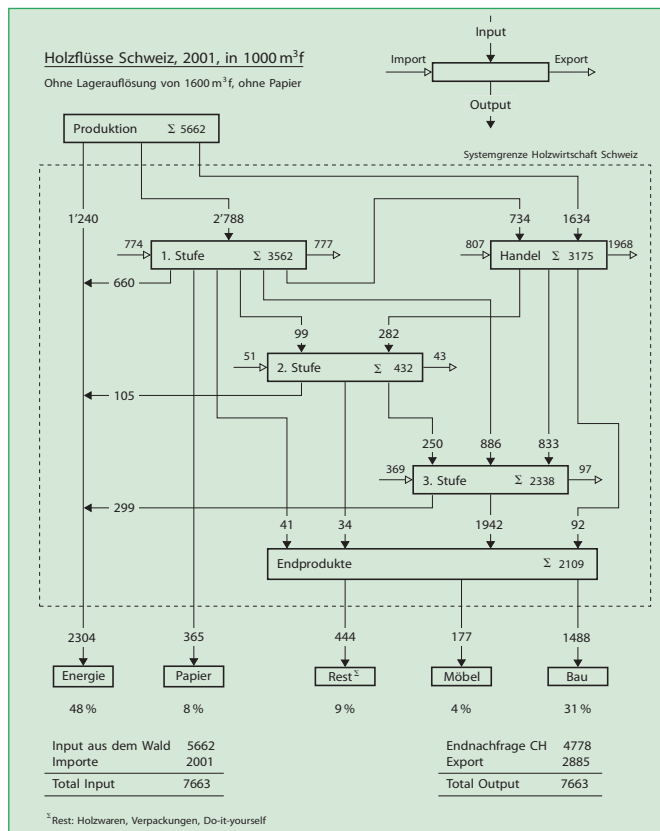 Holzflüsse Schweiz, 2001, in 1000 m³f
Ohne Lagerauflösung von 1600 m³f, ohne Papier
Input
Import
Export
Output
Produktion Σ 5662
Systemgrenze Holzwirtschaft Schweiz
1'240
2'788
734
1634
774
1. Stufe Σ 3562
777
807
Handel Σ 3175
1968
660
99
282
51
2. Stufe Σ 432
43
105
250
886
833
369
3. Stufe Σ 2338
97
299
41
34
1942
92
Endprodukte Σ 2109
2304
365
444
177
1488
Energie
Papier
Rest Σ
Möbel
Bau
48 %
8 %
9 %
4 %
31 %
Input aus dem Wald 5662
Importe 2001
Total Input 7663
Endnachfrage CH 4778
Export 2885
Total Output 7663
Σ Rest: Holzwaren, Verpackungen, Do-it-yourself